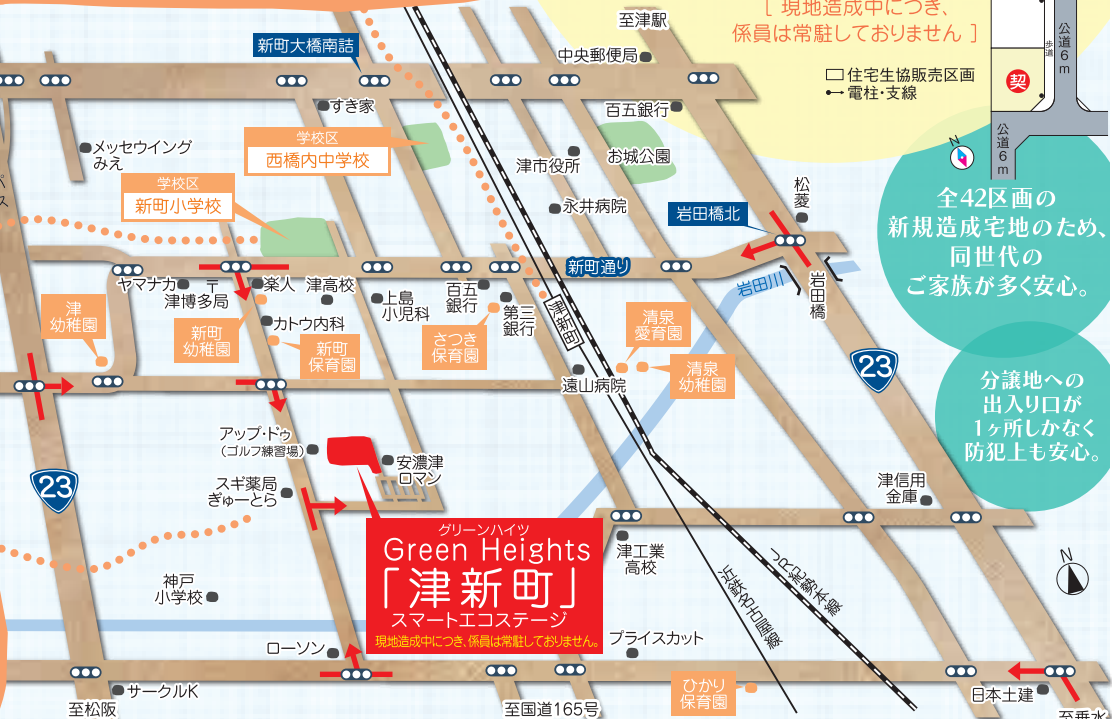 [ 現地造成中につき、
係員は常駐しておりません ]
住宅生協販売区画
電柱・支線
公道6m
歩道
契
公道6m
N
至津駅
中央郵便局
新町大橋南詰
すき家
百五銀行
メッセウイング
みえ
学校区
西橋内中学校
津市役所
お城公園
学校区
新町小学校
永井病院
岩田橋北
松菱
パス
全42区画の
新規造成宅地のため、
同世代の
ご家族が多く安心。
新町通り
岩田川
岩田橋
ヤマナカ
〒
津博多局
楽人
津高校
上島
小児科
百五
銀行
第三
銀行
津新町
津
幼稚園
新町
幼稚園
カトウ内科
新町
保育園
さつき
保育園
清泉
愛育園
清泉
幼稚園
遠山病院
23
分譲地への
出入り口が
1ヶ所しかなく
防犯上も安心。
アップ・ドゥ
(ゴルフ練習場)
安濃津
ロマン
スギ薬局
ぎゅーとら
23
津信用
金庫
グリーンハイツ
Green Heights
「津新町」
スマートエコステージ
現地造成中につき、係員は常駐しておりません。
津工業
高校
近鉄名古屋線
JR紀勢本線
N
神戸
小学校
ローソン
プライスカット
サークルK
ひかり
保育園
日本土建
至松阪
至国道165号
至垂水